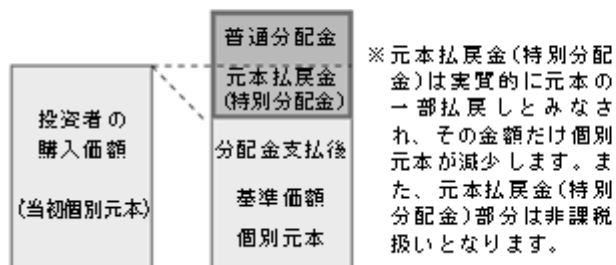 普通分配金
元本払戻金
(特別分配金)
投資者の
購入価額
(当初個別元本)
分配金支払後
基準価額
個別元本
※元本払戻金(特別分配
金)は実質的に元本の
一部払戻しとみなさ
れ、その金額だけ個別
元本が減少します。ま
た、元本払戻金(特別
分配金)部分は非課税
扱いとなります。